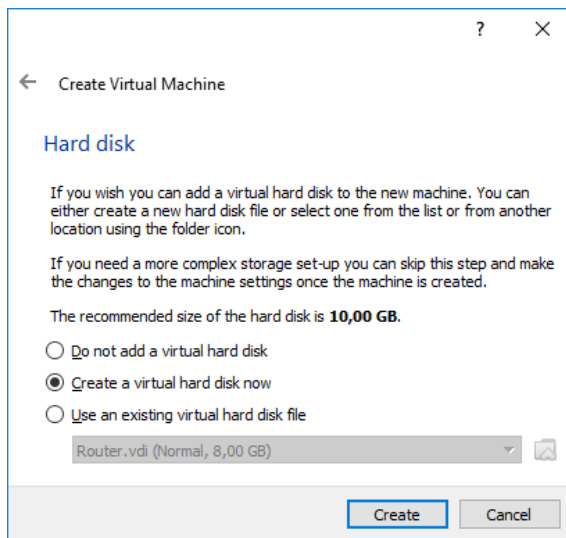 ?
Create Virtual Machine
Hard disk
If you wish you can add a virtual hard disk to the new machine. You can
either create a new hard disk file or select one from the list or from another
location using the folder icon.
If you need a more complex storage set-up you can skip this step and make
the changes to the machine settings once the machine is created.
The recommended size of the hard disk is 10,00 GB.
Do not add a virtual hard disk
Create a virtual hard disk now
Use an existing virtual hard disk file
Router.vdi (Normal, 8,00 GB)
Create
Cancel